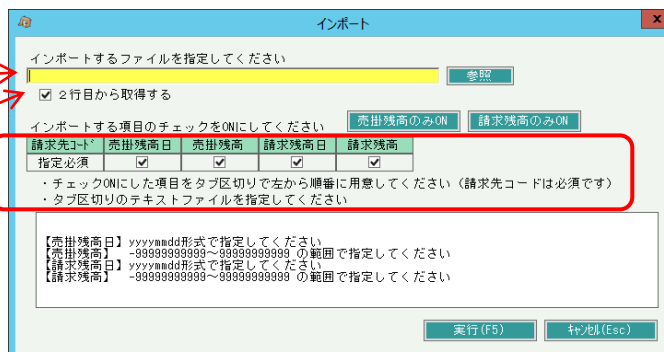 インポート
x
インポートするファイルを指定してください
参照
２行目から取得する
インポートする項目のチェックをONにしてください
売掛残高のみON
請求残高のみON
請求先ｺｰﾄﾞ 売掛残高日 売掛残高 請求残高日 請求残高
指定必須
・チェックONにした項目をタブ区切りで左から順番に用意してください（請求先コードは必須です）
・タブ区切りのテキストファイルを指定してください
【売掛残高日】yyyymmdd形式で指定してください
【売掛残高】 -99999999999～99999999999 の範囲で指定してください
【請求残高日】yyyymmdd形式で指定してください
【請求残高】 -99999999999～99999999999 の範囲で指定してください
実行(F5)
ｷｬﾝｾﾙ(Esc)